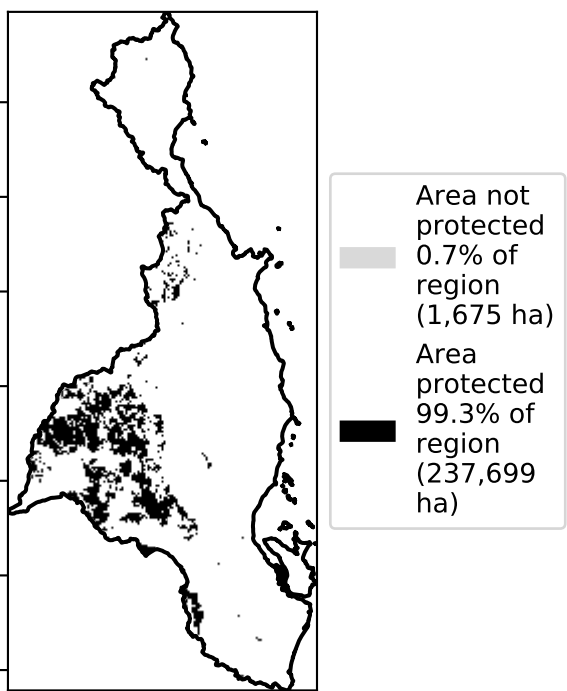 Area not
protected
0.7% of
region
(1,675 ha)
Area
protected
99.3% of
region
(237,699
ha)